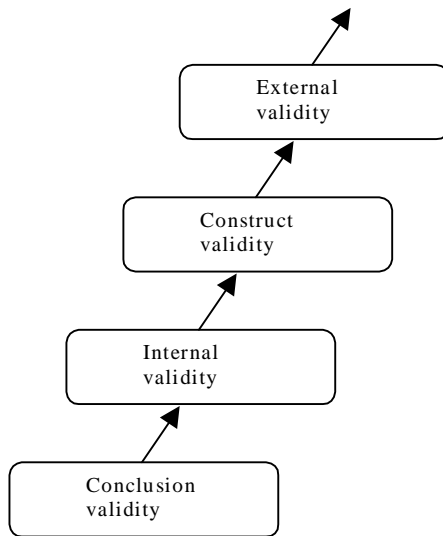 External
validity
Construct
validity
Internal
validity
Conclusion
validity